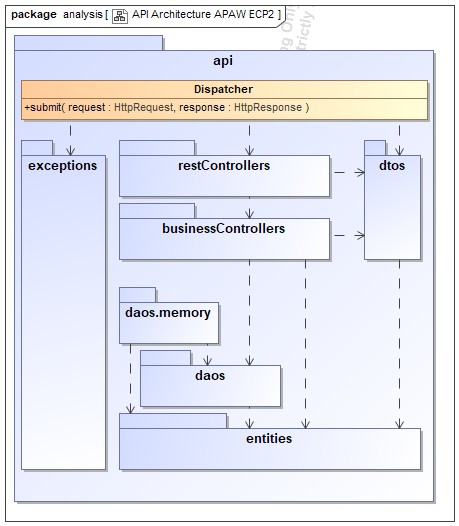 package analysis [ API Architecture APAW ECP2 ]
api
Dispatcher
+submit( request : HttpRequest, response : HttpResponse )
exceptions
restControllers
dtos
businessControllers
daos.memory
daos
entities